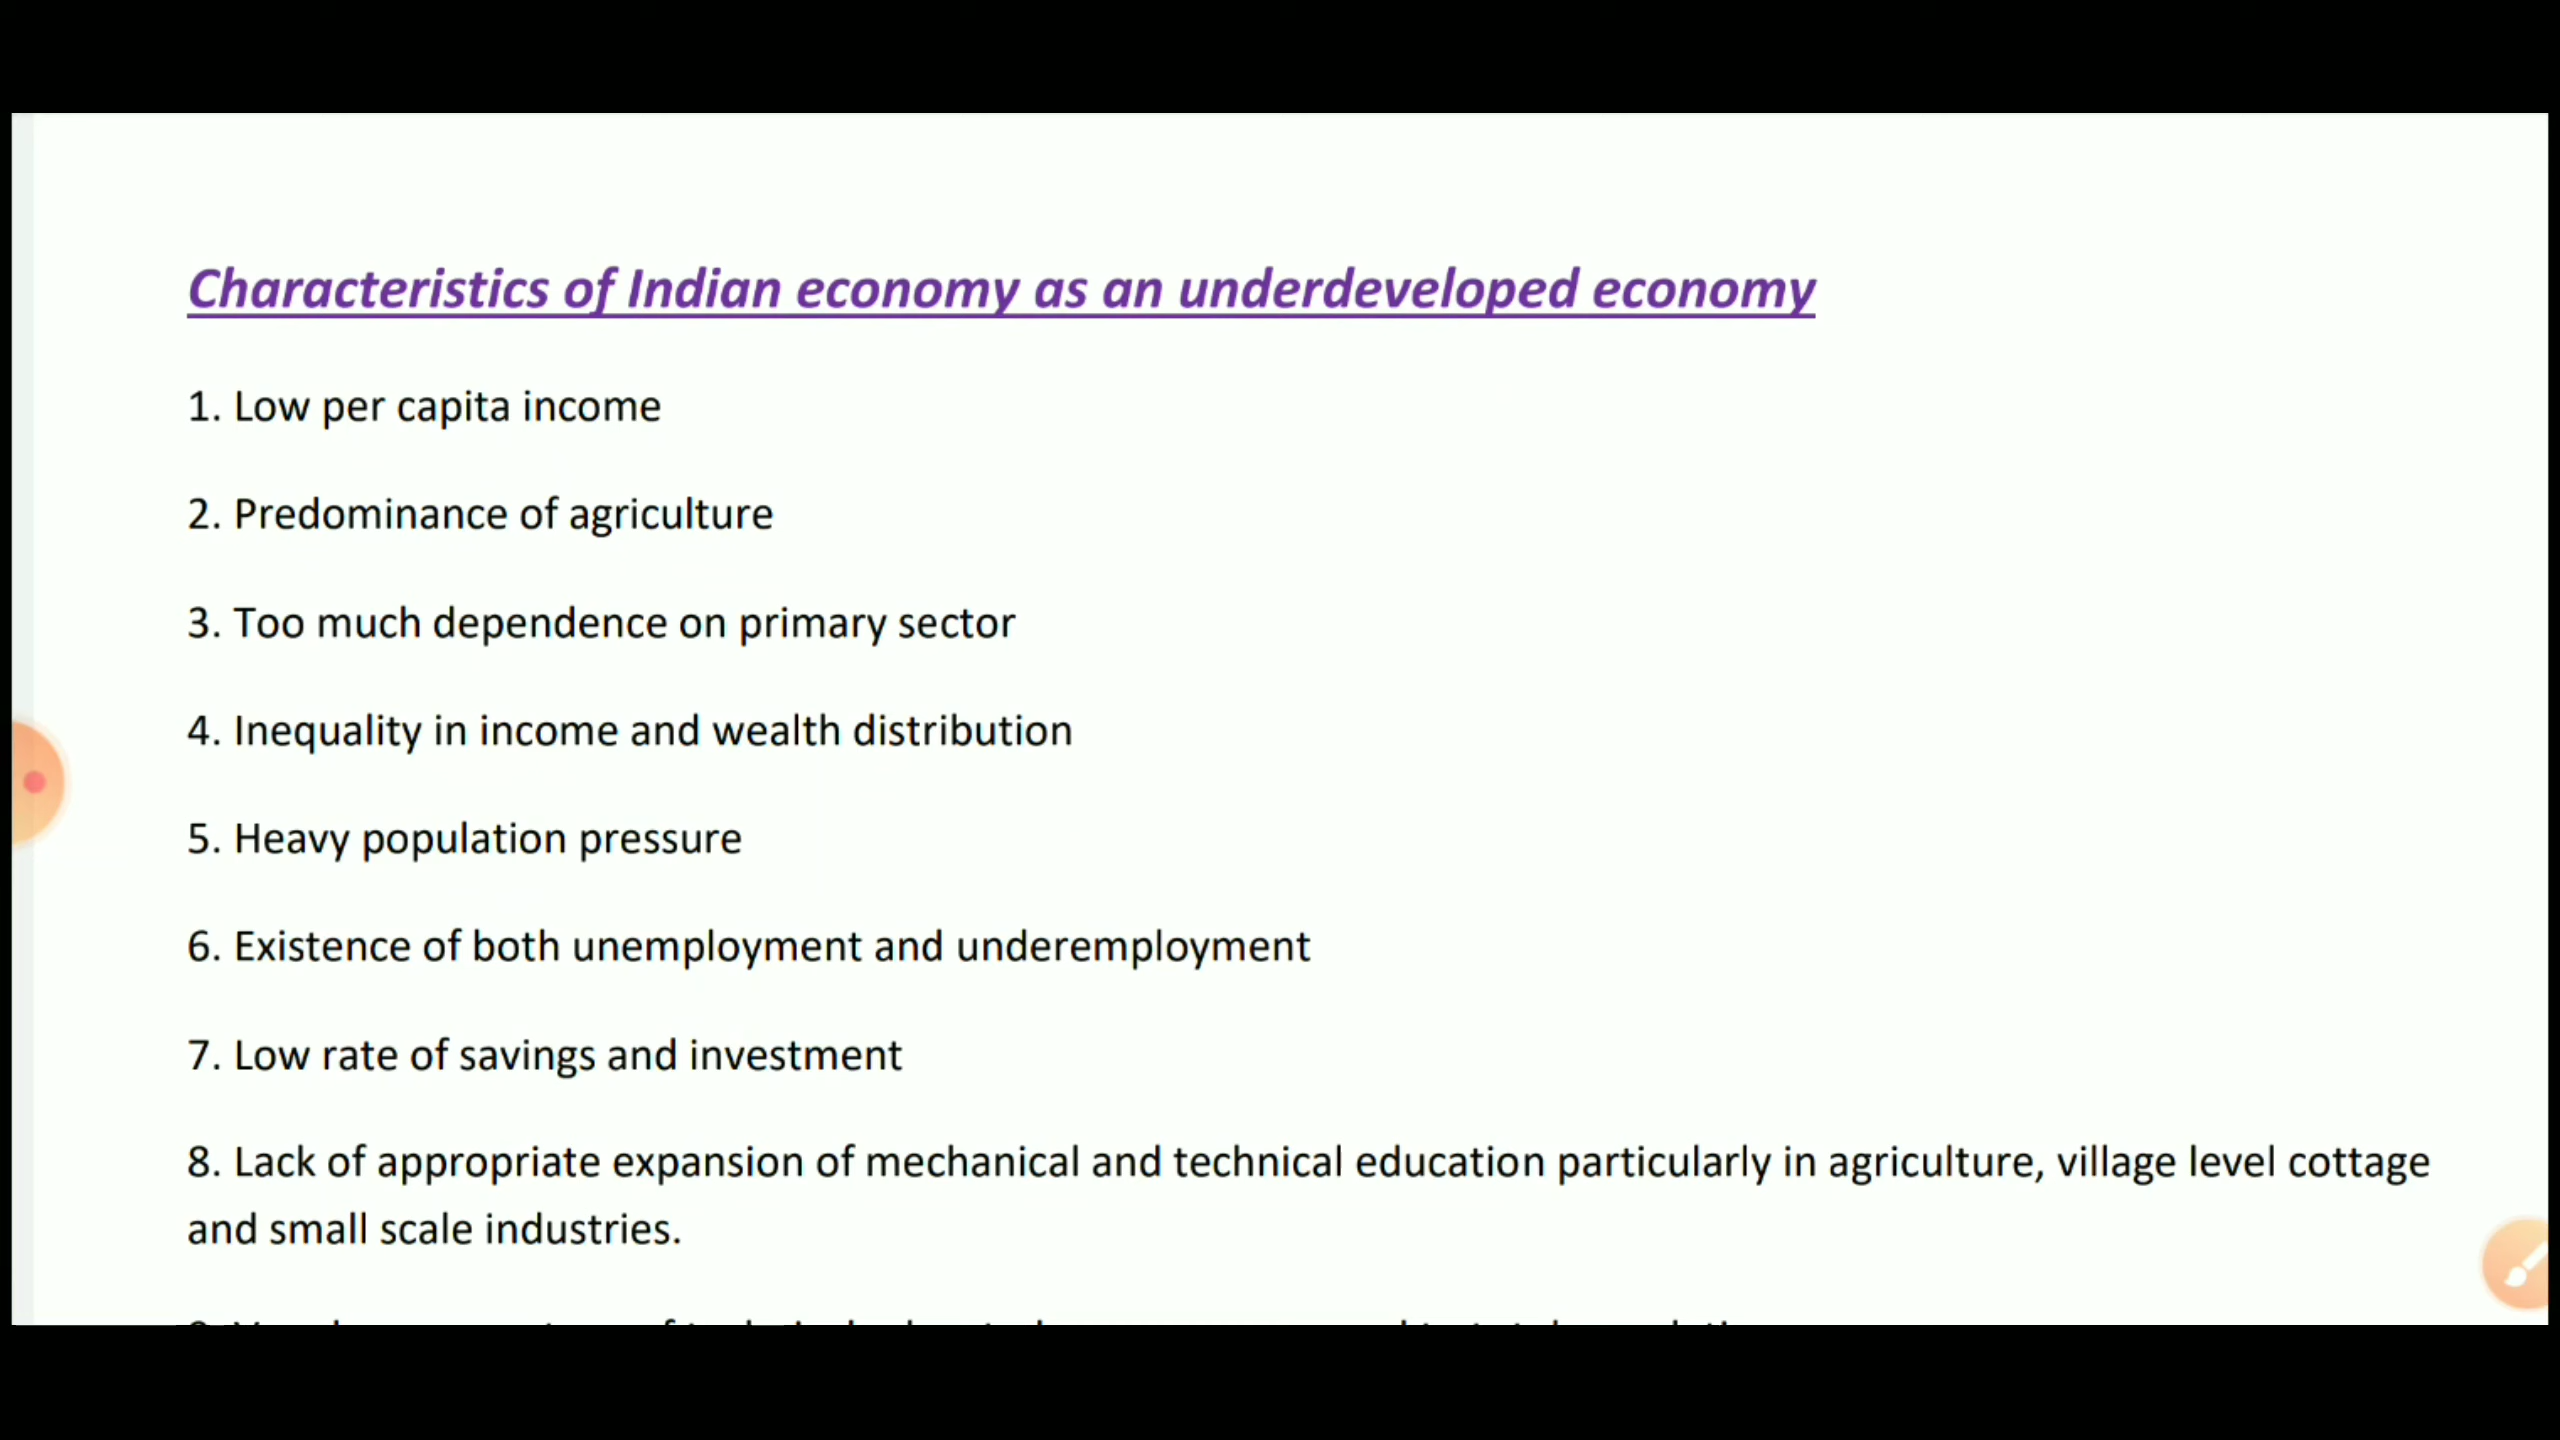 Characteristics of Indian economy as an underdeveloped economy
1. Low per capita income
2. Predominance of agriculture
3. Too much dependence on primary sector
4. Inequality in income and wealth distribution
5. Heavy population pressure
6. Existence of both unemployment and underemployment
7. Low rate of savings and investment
8. Lack of appropriate expansion of mechanical and technical education particularly in agriculture, village level cottage
and small scale industries.